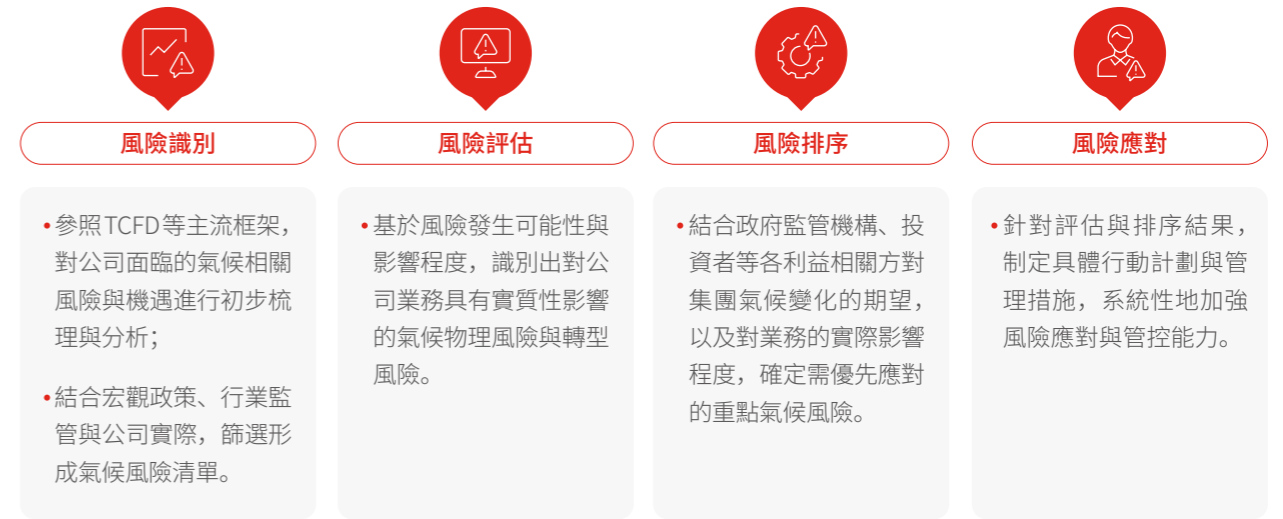 風險識別
•參照TCFD等主流框架，
對公司面臨的氣候相關
風險與機遇進行初步梳
理與分析；
•結合宏觀政策、行業監
管與公司實際，篩選形
成氣候風險清單。
風險評估
•基於風險發生可能性與
影響程度，識別出對公
司業務具有實質性影響
的氣候物理風險與轉型
風險。
風險排序
•結合政府監管機構、投
資者等各利益相關方對
集團氣候變化的期望，
以及對業務的實際影響
程度，確定需優先應對
的重點氣候風險。
風險應對
•針對評估與排序結果，
制定具體行動計劃與管
理措施，系統性地加強
風險應對與管控能力。